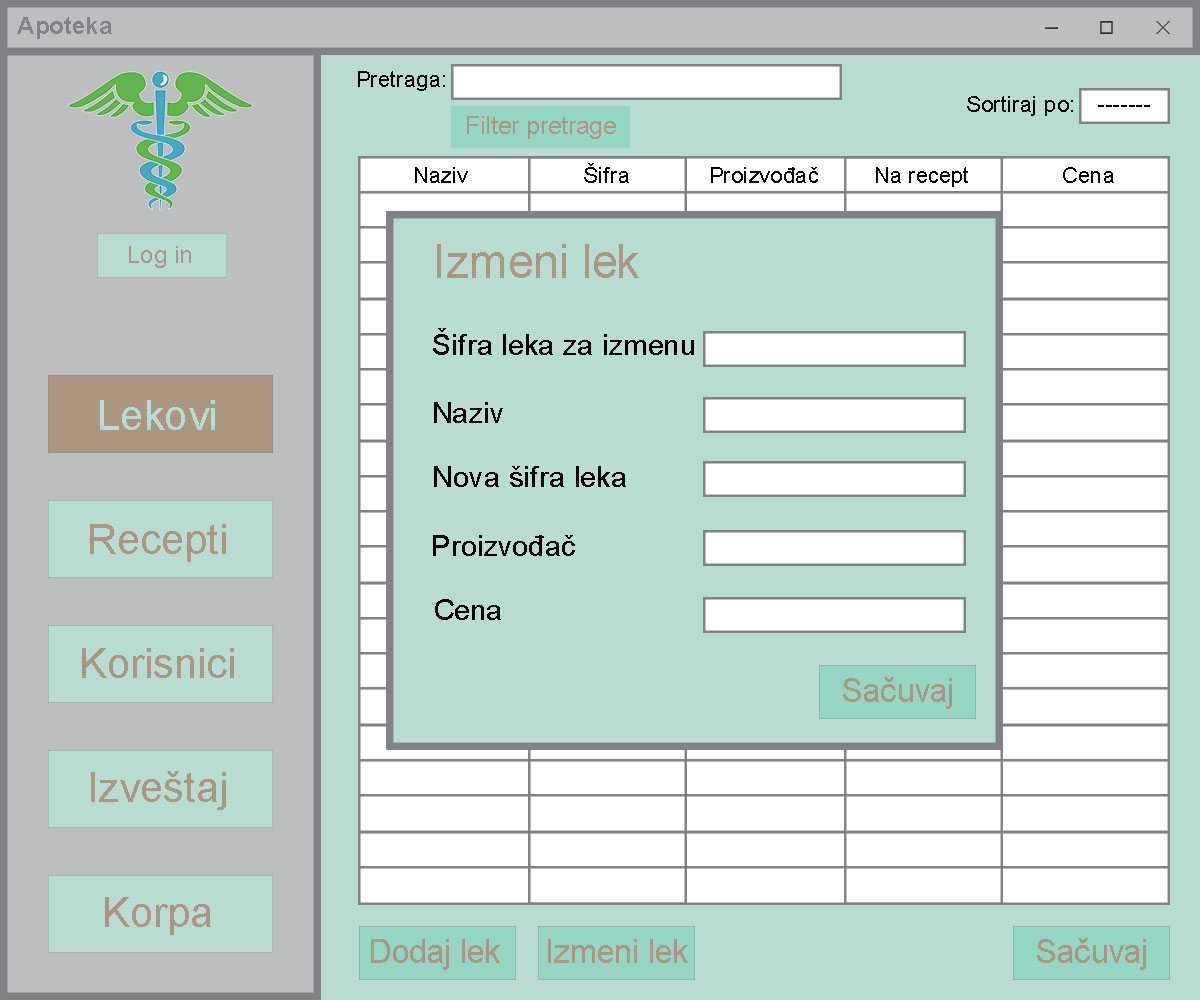 Apoteka
Log in
Lekovi
Recepti
Korisnici
Izveštaj
Korpa
Pretraga:
Filter pretrage
Sortiraj po: -------
Naziv Šifra Proizvođač Na recept Cena
Izmeni lek
Šifra leka za izmenu
Naziv
Nova šifra leka
Proizvođač
Cena
Sačuvaj
Dodaj lek Izmeni lek Sačuvaj